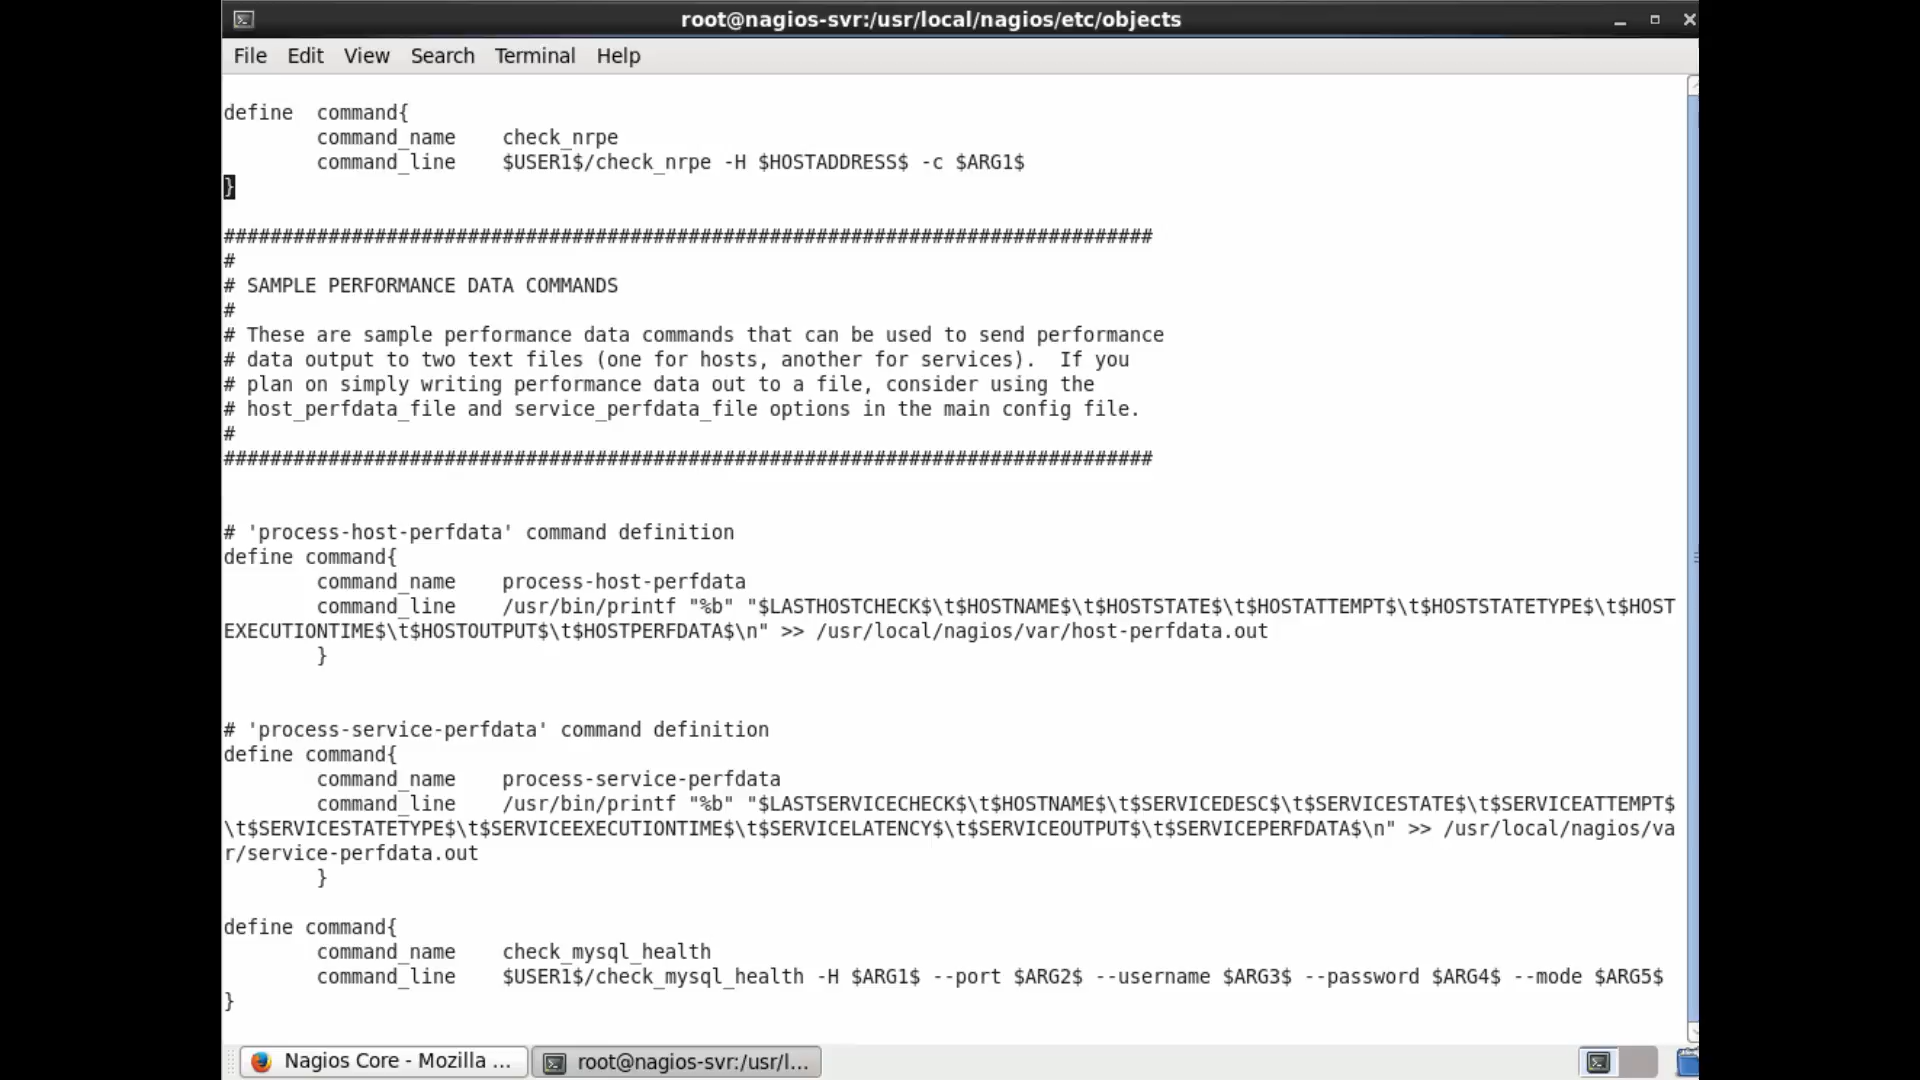 root@nagios-svr:/usr/local/nagios/etc/objects
File Edit View Search Terminal Help
define  command{
        command_name    check_nrpe
        command_line    $USER1$/check_nrpe -H $HOSTADDRESS$ -c $ARG1$
}
################################################################################
#
# SAMPLE PERFORMANCE DATA COMMANDS
#
# These are sample performance data commands that can be used to send performance
# data output to two text files (one for hosts, another for services).  If you
# plan on simply writing performance data out to a file, consider using the
# host_perfdata_file and service_perfdata_file options in the main config file.
#
################################################################################
# 'process-host-perfdata' command definition
define command{
        command_name    process-host-perfdata
        command_line    /usr/bin/printf "%b" "$LASTHOSTCHECK$\t$HOSTNAME$\t$HOSTSTATE$\t$HOSTATTEMPT$\t$HOSTSTATETYPE$\t$HOST
EXECUTIONTIME$\t$HOSTOUTPUT$\t$HOSTPERFDATA$\n" >> /usr/local/nagios/var/host-perfdata.out
        }
# 'process-service-perfdata' command definition
define command{
        command_name    process-service-perfdata
        command_line    /usr/bin/printf "%b" "$LASTSERVICECHECK$\t$HOSTNAME$\t$SERVICEDESC$\t$SERVICESTATE$\t$SERVICEATTEMPT$
\t$SERVICESTATETYPE$\t$SERVICEEXECUTIONTIME$\t$SERVICELATENCY$\t$SERVICEOUTPUT$\t$SERVICEPERFDATA$\n" >> /usr/local/nagios/va
r/service-perfdata.out
        }
define command{
        command_name    check_mysql_health
        command_line    $USER1$/check_mysql_health -H $ARG1$ --port $ARG2$ --username $ARG3$ --password $ARG4$ --mode $ARG5$
}
Nagios Core - Mozilla ... root@nagios-svr:/usr/l...